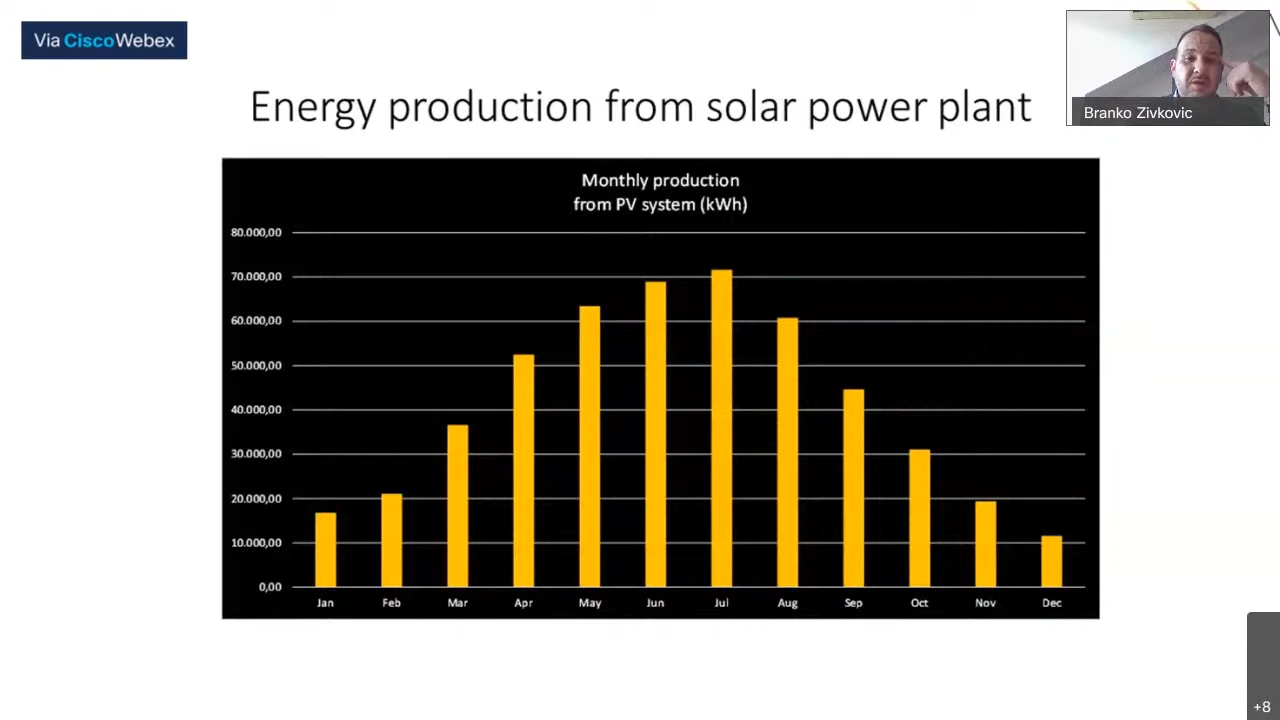 Via CiscoWebex
Branko Zivkovic
Energy production from solar power plant
Monthly production
from PV system (kWh)
80.000,00
70.000,00
60.000,00
50.000,00
40.000,00
30.000,00
20.000,00
10.000,00
0,00
Jan Feb Mar Apr May Jun Jul Aug Sep Oct Nov Dec
+8